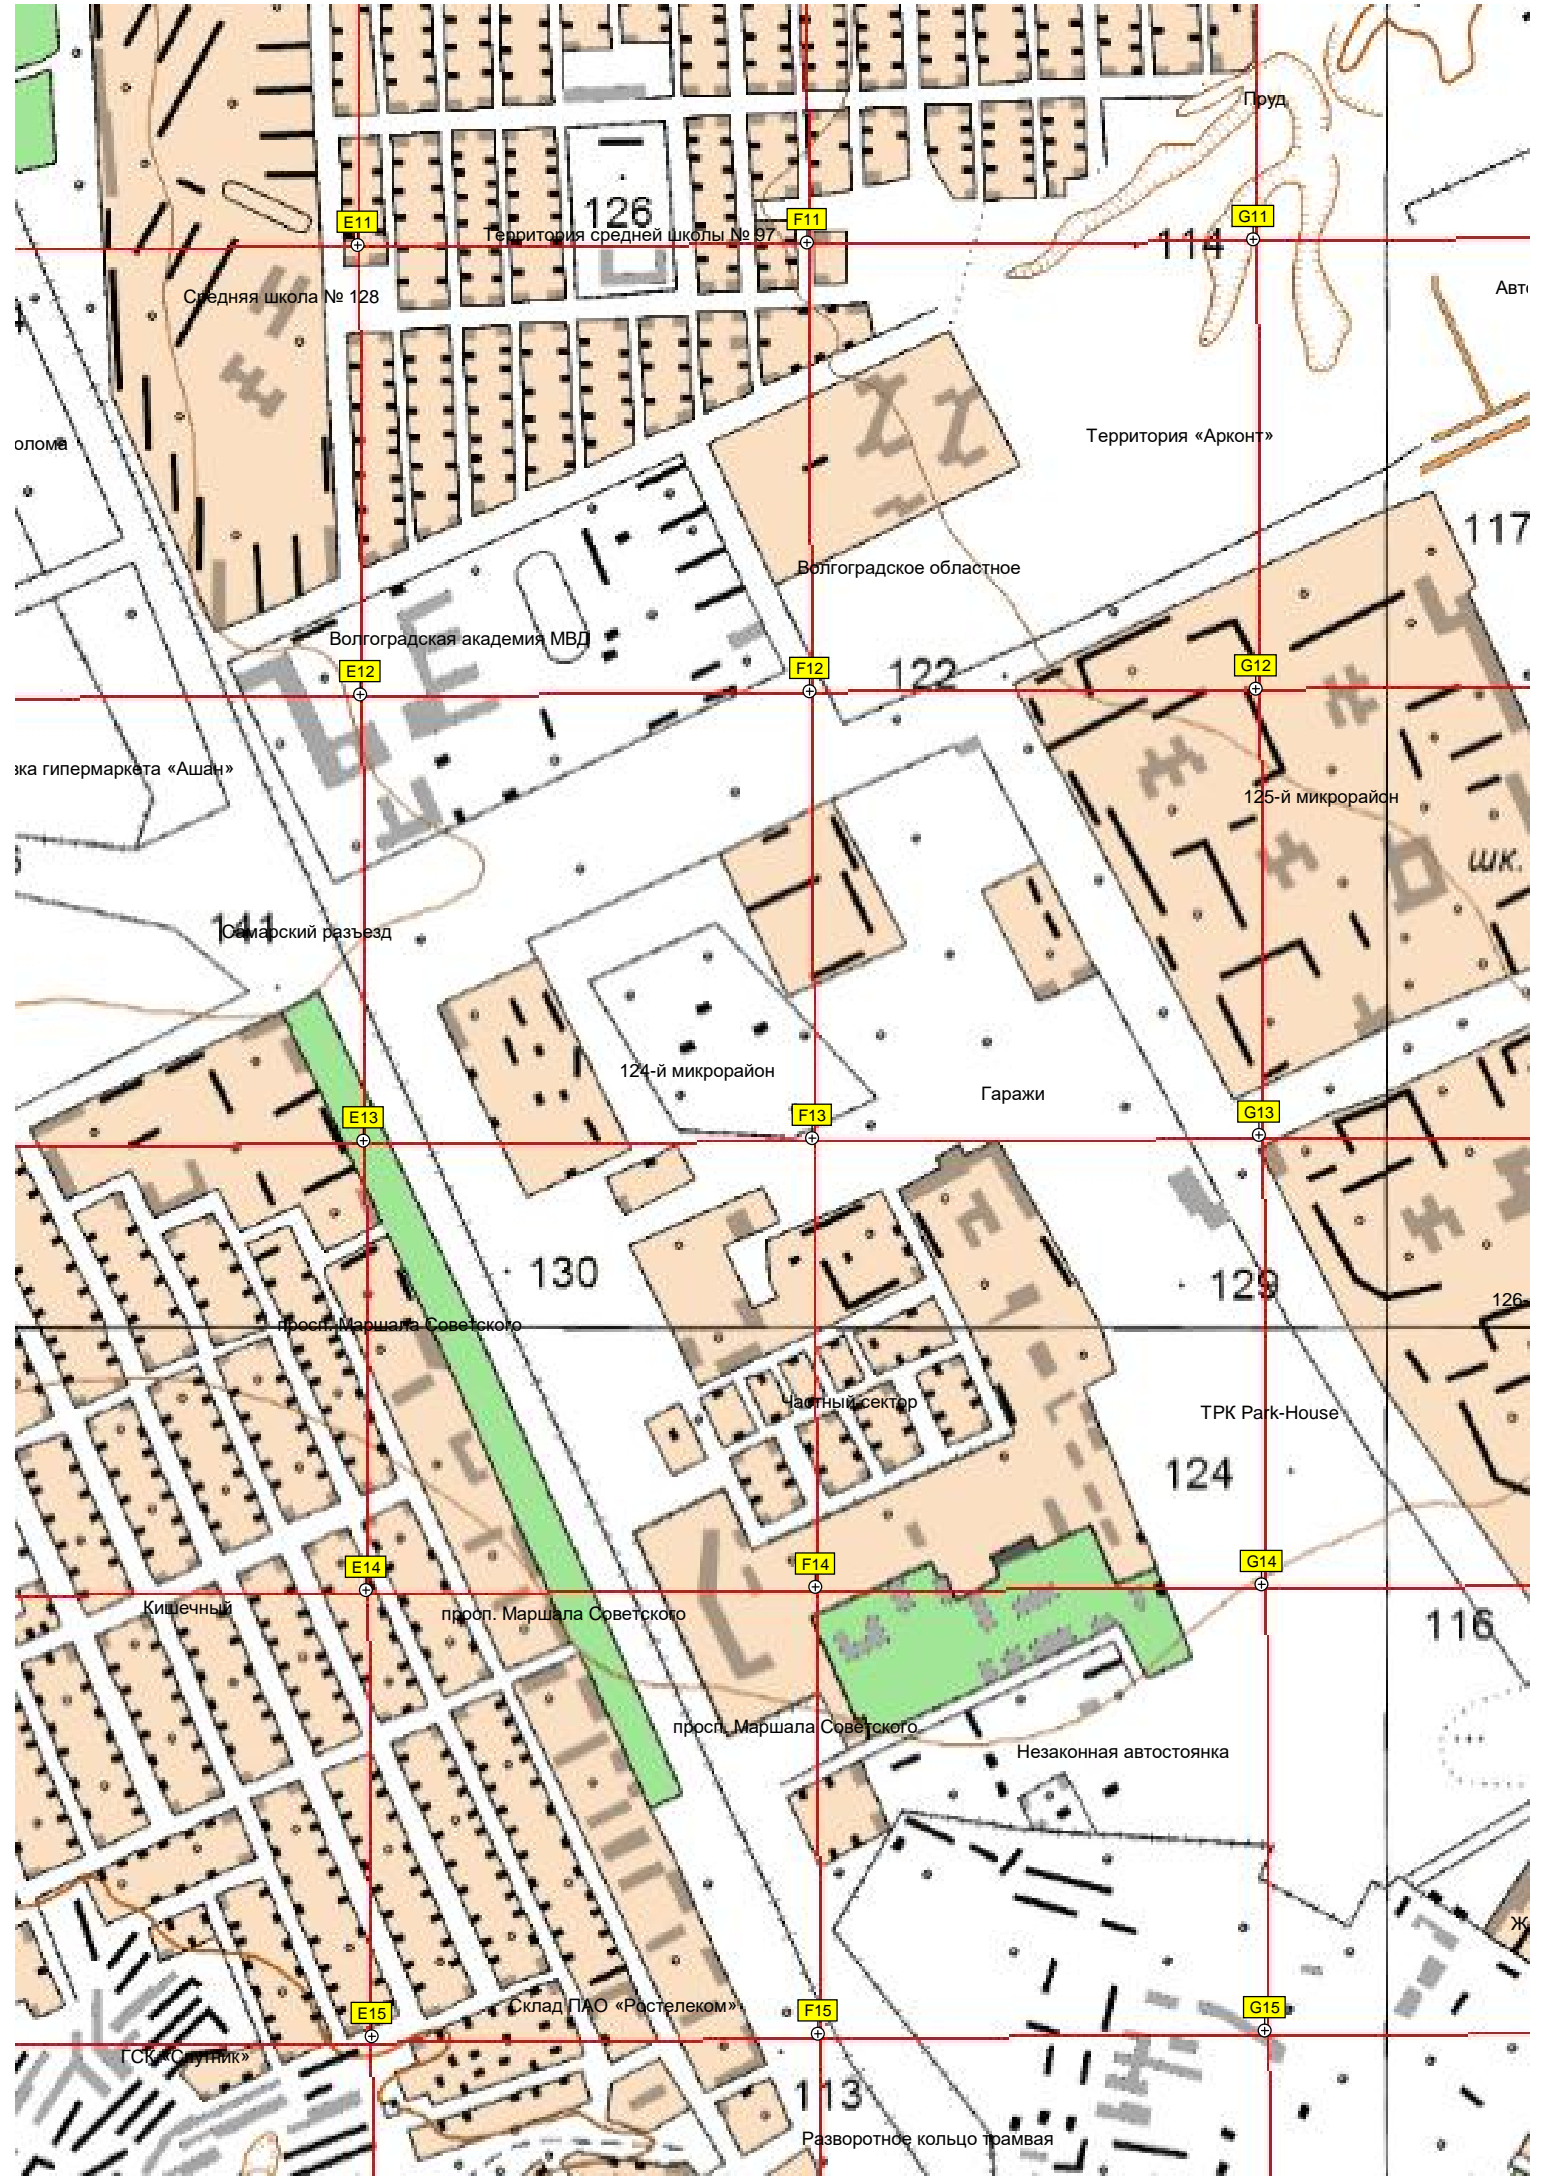 Пруд
E11
126
F11
G11
Территория средней школы № 97
114
Средняя школа № 128
Авто
олома
Территория «Арконт»
117
Волгоградское областное
Волгоградская академия МВД
E12
F12
122
G12
вка гипермаркета «Ашан»
125-й микрорайон
шк.
141
Самарский разъезд
124-й микрорайон
Гаражи
E13
F13
G13
130
129
126-
просп. Маршала Советского
Частный сектор
ТРК Park-House
124
E14
F14
G14
Кишечный
просп. Маршала Советского
116
просп. Маршала Советского
Незаконная автостоянка
Ж
E15
Склад ПАО «Ростелеком»
F15
G15
ГСК «Спутник»
113
Разворотное кольцо трамвая